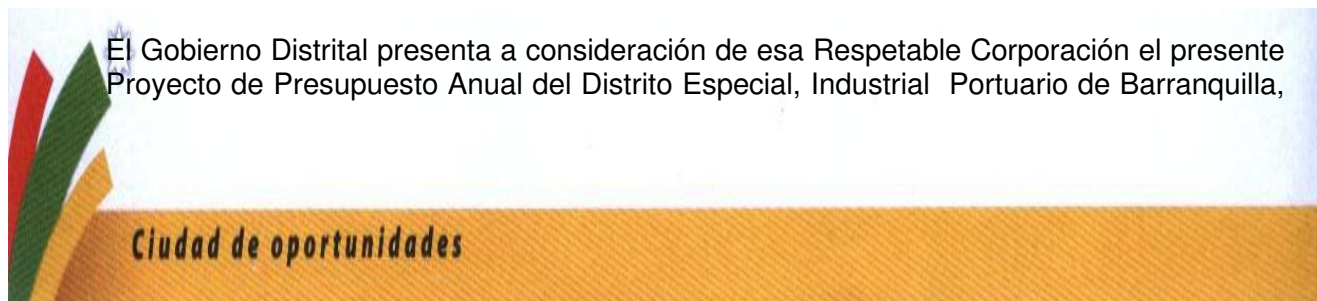 El Gobierno Distrital presenta a consideración de esa Respetable Corporación el presente
Proyecto de Presupuesto Anual del Distrito Especial, Industrial  Portuario de Barranquilla,
Ciudad de oportunidades